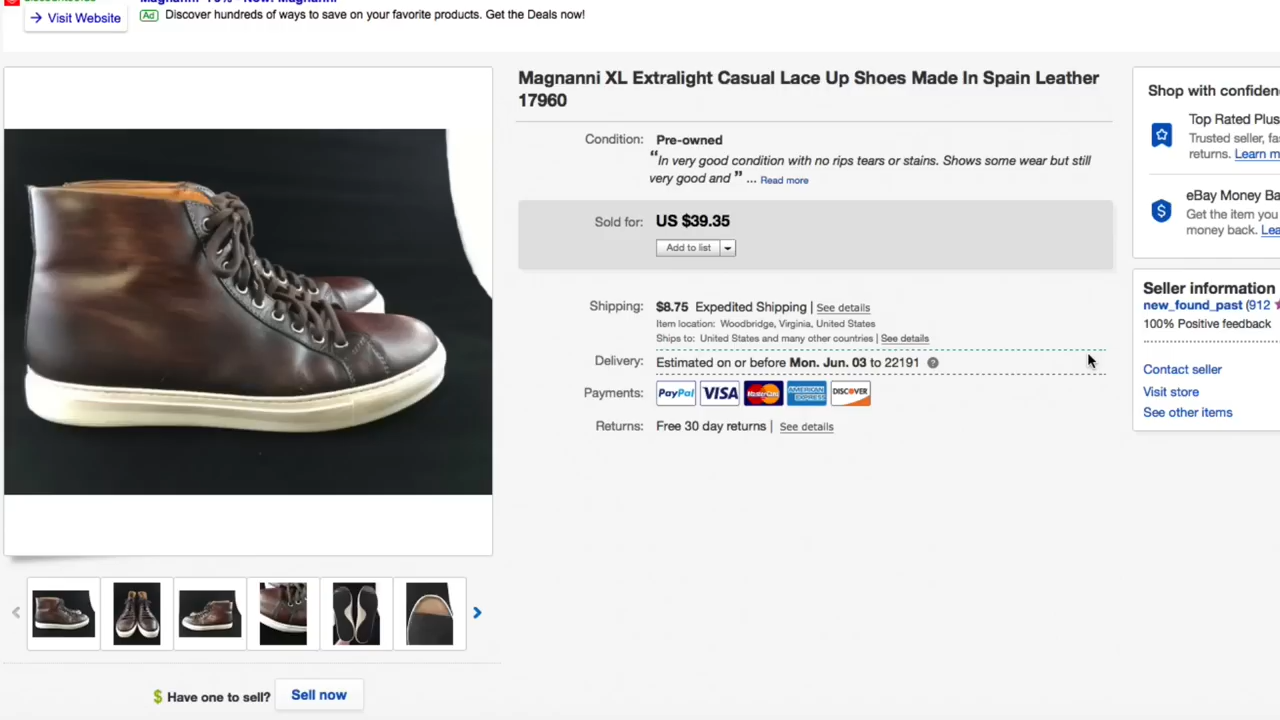 → Visit Website
Ad Discover hundreds of ways to save on your favorite products. Get the Deals now!
Magnanni XL Extralight Casual Lace Up Shoes Made In Spain Leather
17960
Condition: Pre-owned
“In very good condition with no rips tears or stains. Shows some wear but still
very good and ” ... Read more
Sold for: US $39.35
Add to list
Shipping: $8.75 Expedited Shipping | See details
Item location: Woodbridge, Virginia, United States
Ships to: United States and many other countries | See details
Delivery: Estimated on or before Mon. Jun. 03 to 22191 ?
Payments: PayPal VISA MasterCard AMERICAN EXPRESS DISCOVER
Returns: Free 30 day returns | See details
$ Have one to sell? Sell now
Shop with confiden
Top Rated Plus
Trusted seller, fa
returns. Learn m
eBay Money Ba
Get the item you
money back. Lea
Seller information
new_found_past (912
100% Positive feedback
Contact seller
Visit store
See other items